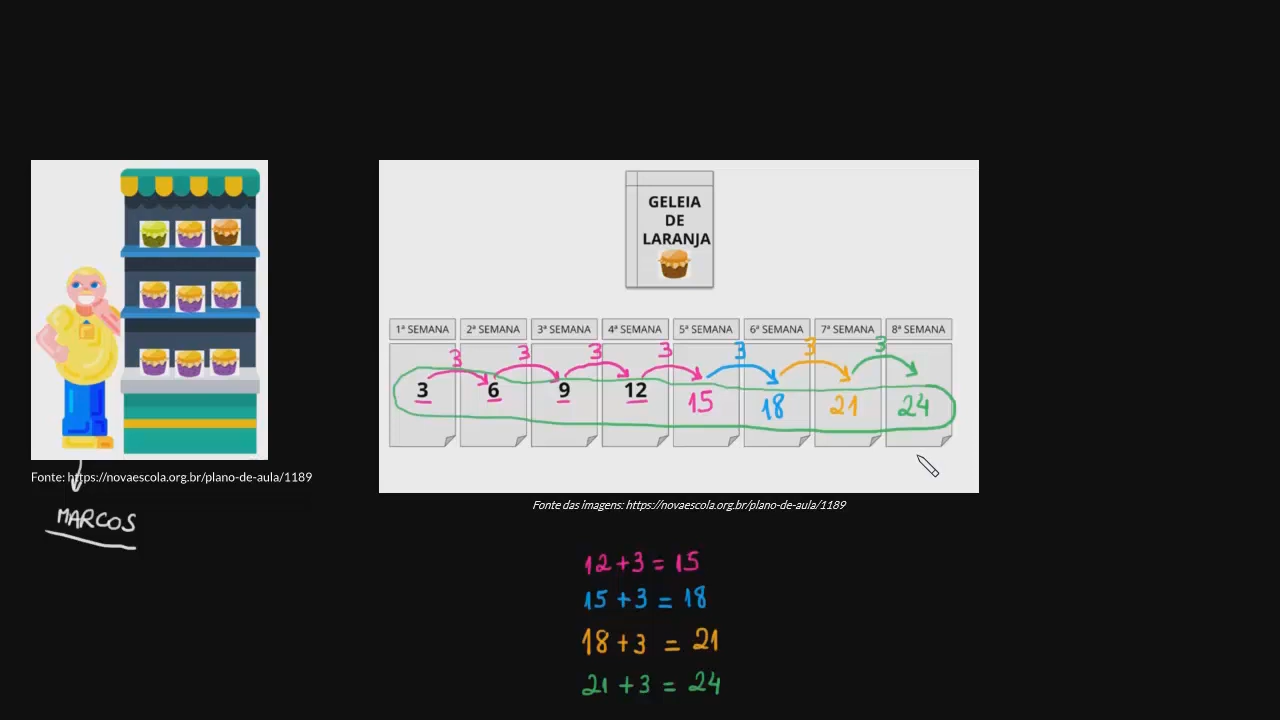 GELEIA
DE
LARANJA
1ª SEMANA 2ª SEMANA 3ª SEMANA 4ª SEMANA 5ª SEMANA 6ª SEMANA 7ª SEMANA 8ª SEMANA
3 3 3 3 3 3 3
3 6 9 12 15 18 21 24
Fonte: https://novaescola.org.br/plano-de-aula/1189
MARCOS
Fonte das imagens: https://novaescola.org.br/plano-de-aula/1189
12 + 3 = 15
15 + 3 = 18
18 + 3 = 21
21 + 3 = 24